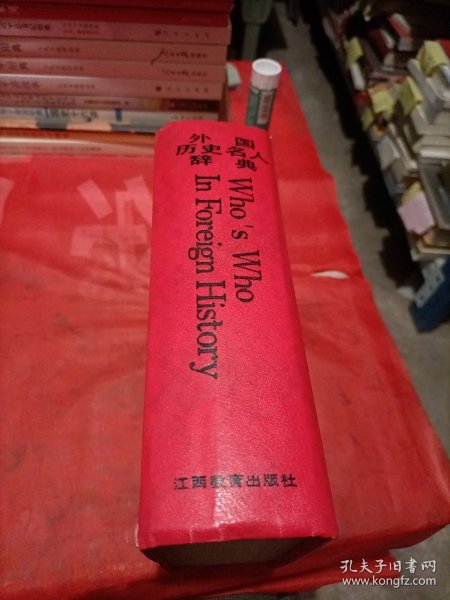 外国
历史名人
辞典
Who's Who
In Foreign History
江西教育出版社
孔夫子旧书网
www.kongfz.com